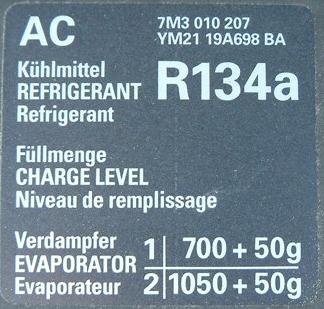 AC 7M3 010 207
YM21 19A698 BA
Kühlmittel
REFRIGERANT R134a
Refrigerant
Füllmenge
CHARGE LEVEL
Niveau de remplissage
Verdampfer 1 700 + 50g
EVAPORATOR
Evaporateur 2 1050 + 50g